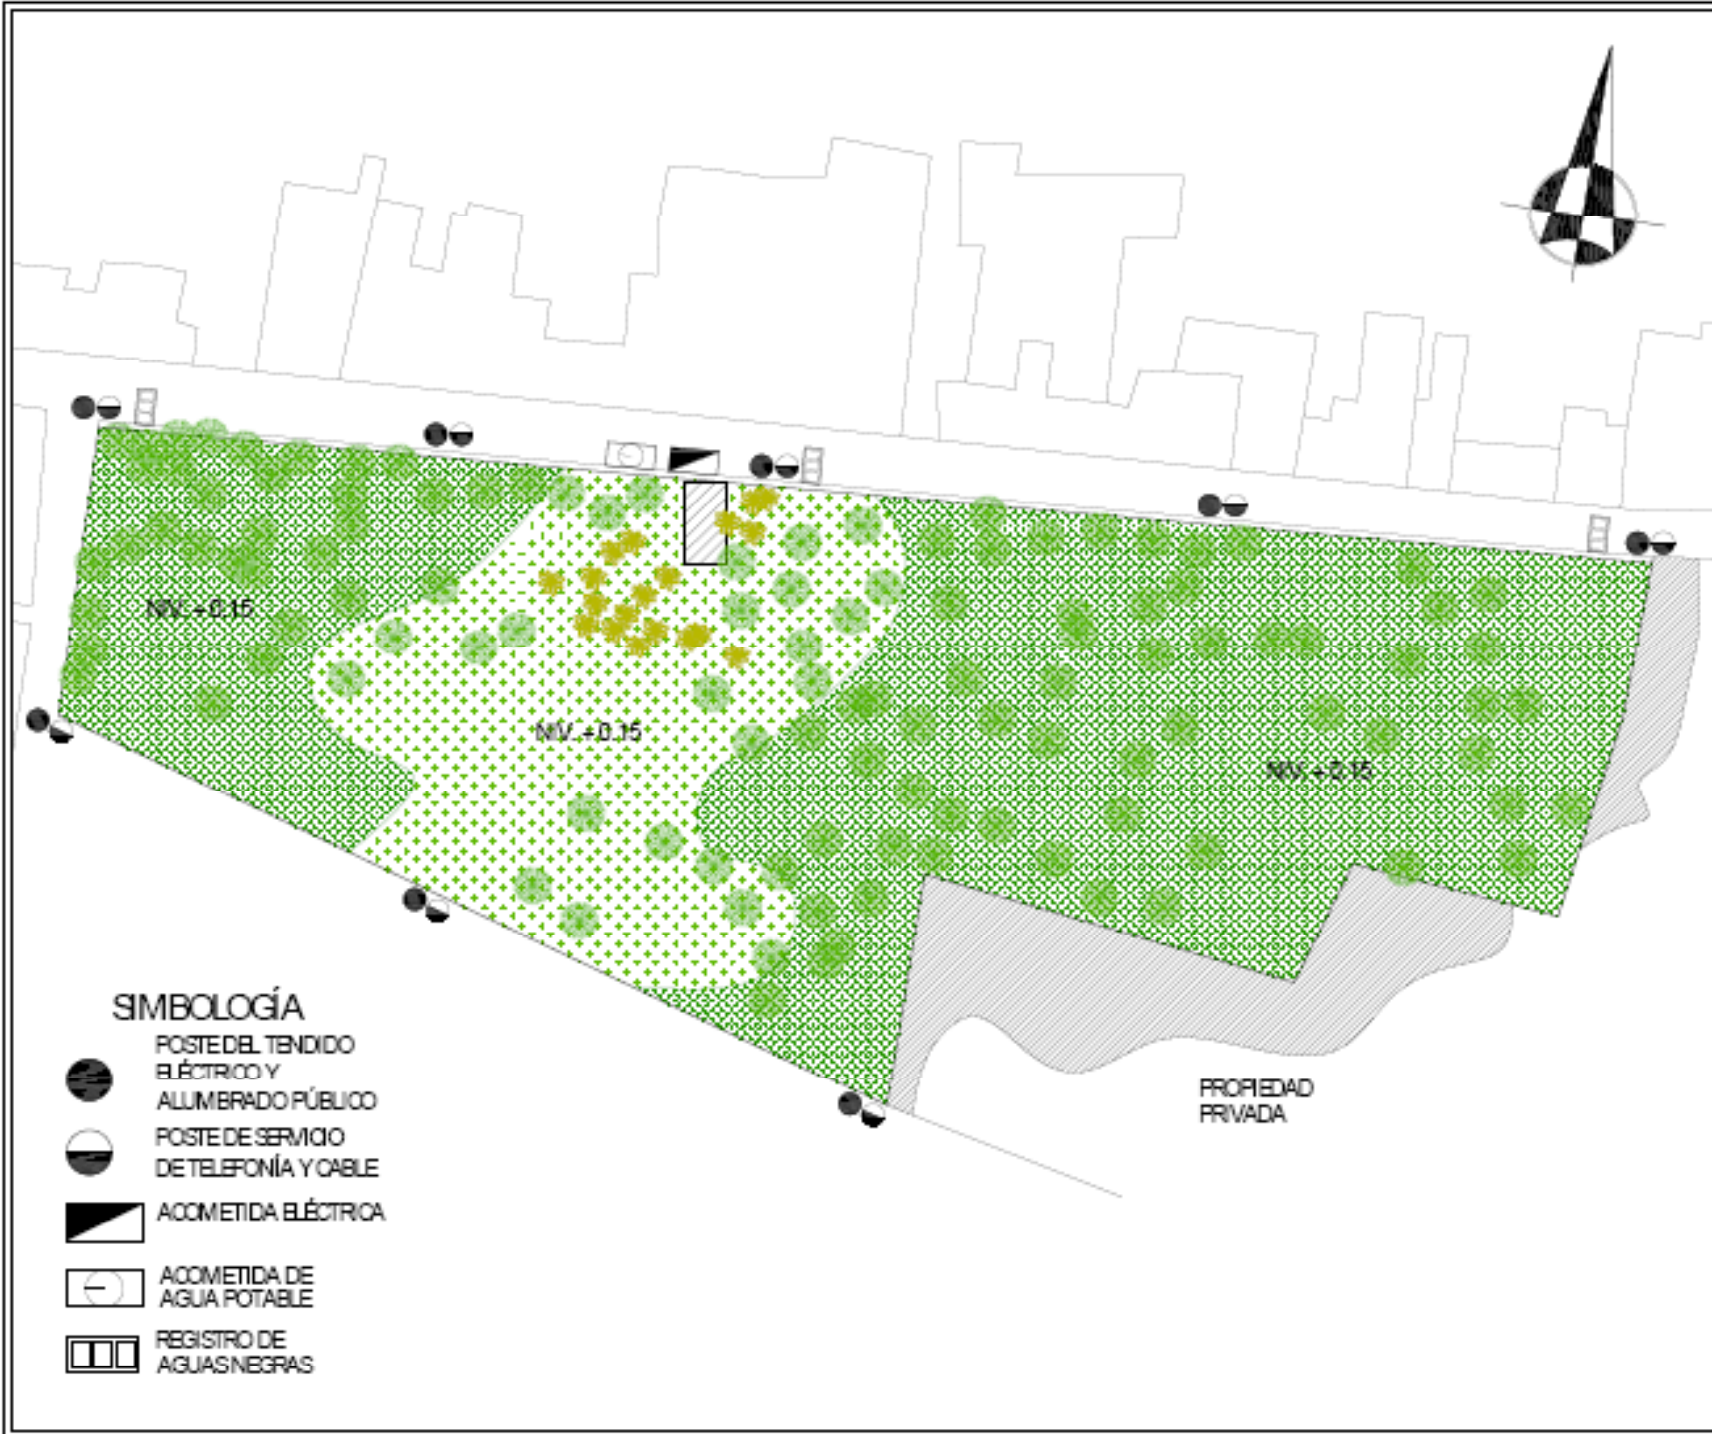 NIV. +0.15
NIV. +0.15
NIV. +0.15
SIMBOLOGÍA
POSTE DEL TENDIDO
ELÉCTRICO Y
ALUMBRADO PÚBLICO
POSTE DE SERVICIO
DE TELEFONÍA Y CABLE
ACOMETIDA ELÉCTRICA
ACOMETIDA DE
AGUA POTABLE
REGISTRO DE
AGUAS NEGRAS
PROPIEDAD
PRIVADA